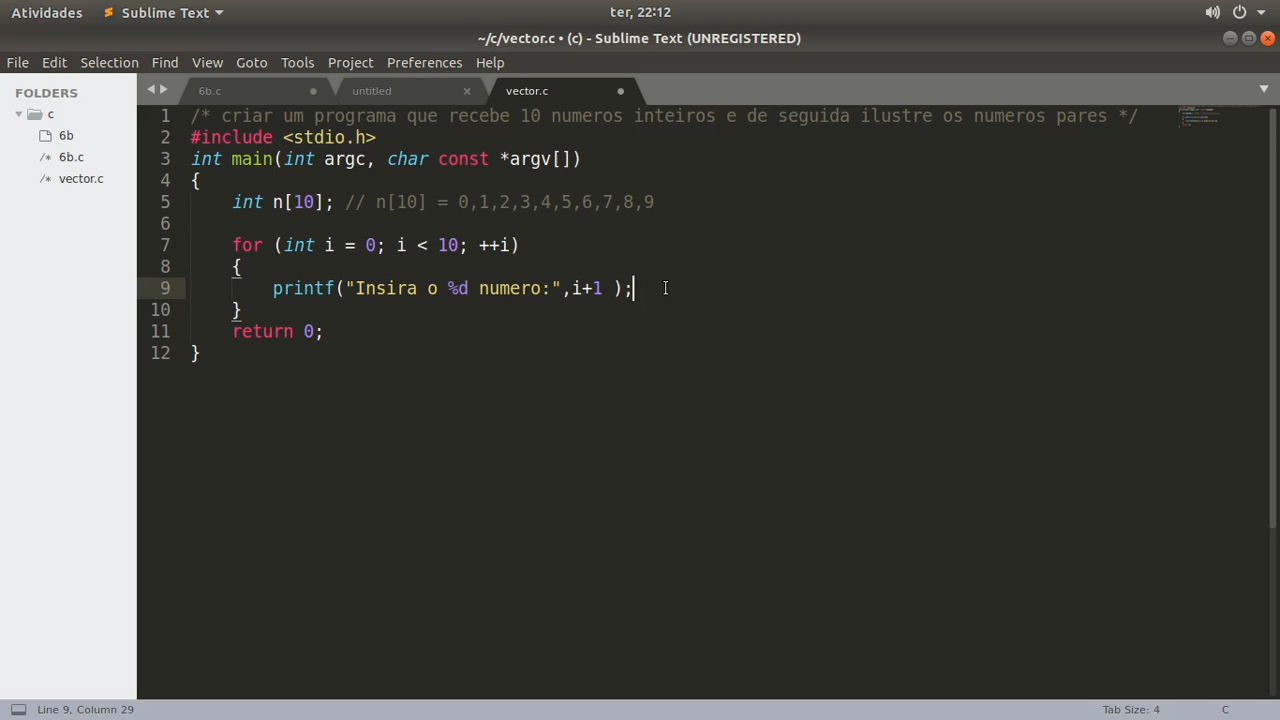 Atividades Sublime Text ter, 22:12
~/c/vector.c • (c) - Sublime Text (UNREGISTERED)
File Edit Selection Find View Goto Tools Project Preferences Help
FOLDERS
c
6b
/* 6b.c
/* vector.c
6b.c untitled vector.c
1 /* criar um programa que recebe 10 numeros inteiros e de seguida ilustre os numeros pares */
2 #include <stdio.h>
3 int main(int argc, char const *argv[])
4 {
5 int n[10]; // n[10] = 0,1,2,3,4,5,6,7,8,9
6
7 for (int i = 0; i < 10; ++i)
8 {
9 printf("Insira o %d numero:",i+1 );
10 }
11 return 0;
12 }
Line 9, Column 29 Tab Size: 4 C